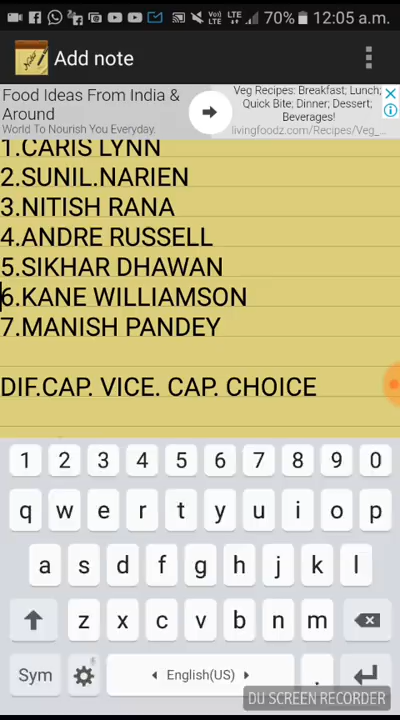 70% 12:05 a.m.
Add note
Food Ideas From India &
Around
World To Nourish You Everyday.
Veg Recipes: Breakfast; Lunch;
Quick Bite; Dinner; Dessert;
Beverages!
livingfoodz.com/Recipes/Veg_...
1.CARIS LYNN
2.SUNIL.NARIEN
3.NITISH RANA
4.ANDRE RUSSELL
5.SIKHAR DHAWAN
6.KANE WILLIAMSON
7.MANISH PANDEY
DIF.CAP. VICE. CAP. CHOICE
1 2 3 4 5 6 7 8 9 0
q w e r t y u i o p
a s d f g h j k l
z x c v b n m
Sym English(US) .
DU SCREEN RECORDER